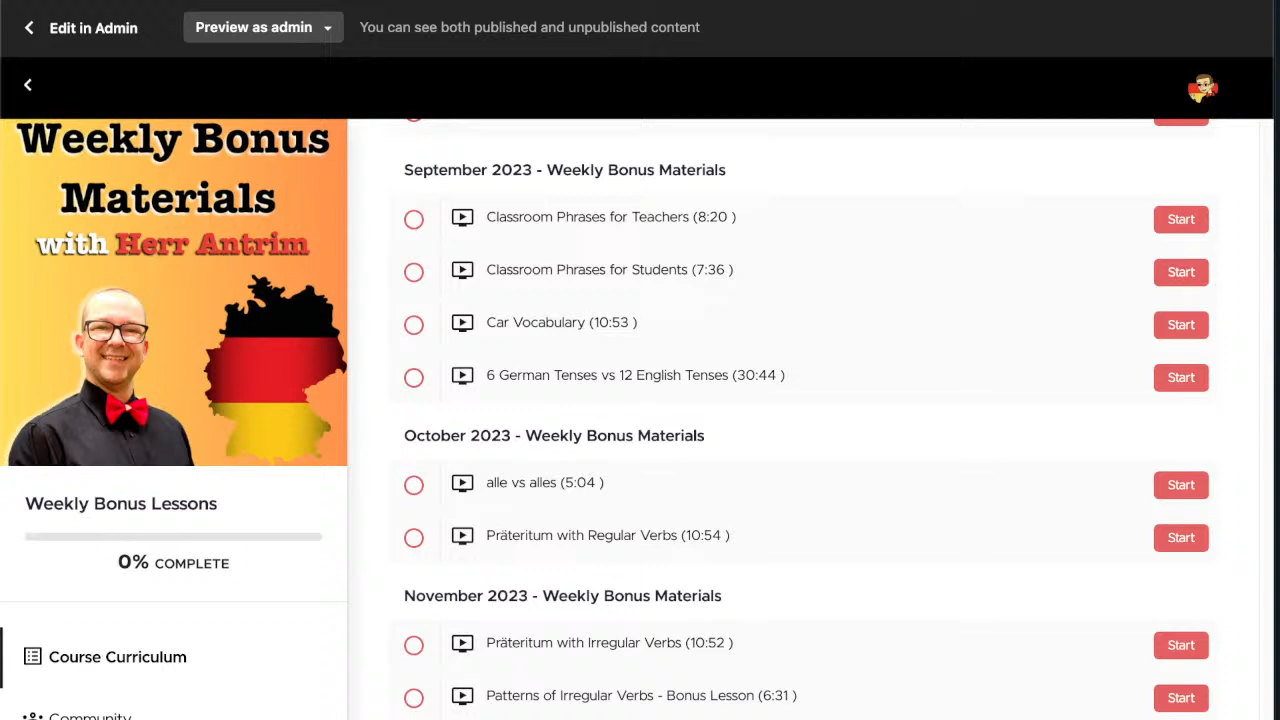 Edit in Admin
Preview as admin
You can see both published and unpublished content
Weekly Bonus
Materials
with Herr Antrim
Weekly Bonus Lessons
0% COMPLETE
Course Curriculum
Community
September 2023 - Weekly Bonus Materials
Classroom Phrases for Teachers (8:20 )
Start
Classroom Phrases for Students (7:36 )
Start
Car Vocabulary (10:53 )
Start
6 German Tenses vs 12 English Tenses (30:44 )
Start
October 2023 - Weekly Bonus Materials
alle vs alles (5:04 )
Start
Präteritum with Regular Verbs (10:54 )
Start
November 2023 - Weekly Bonus Materials
Präteritum with Irregular Verbs (10:52 )
Start
Patterns of Irregular Verbs - Bonus Lesson (6:31 )
Start